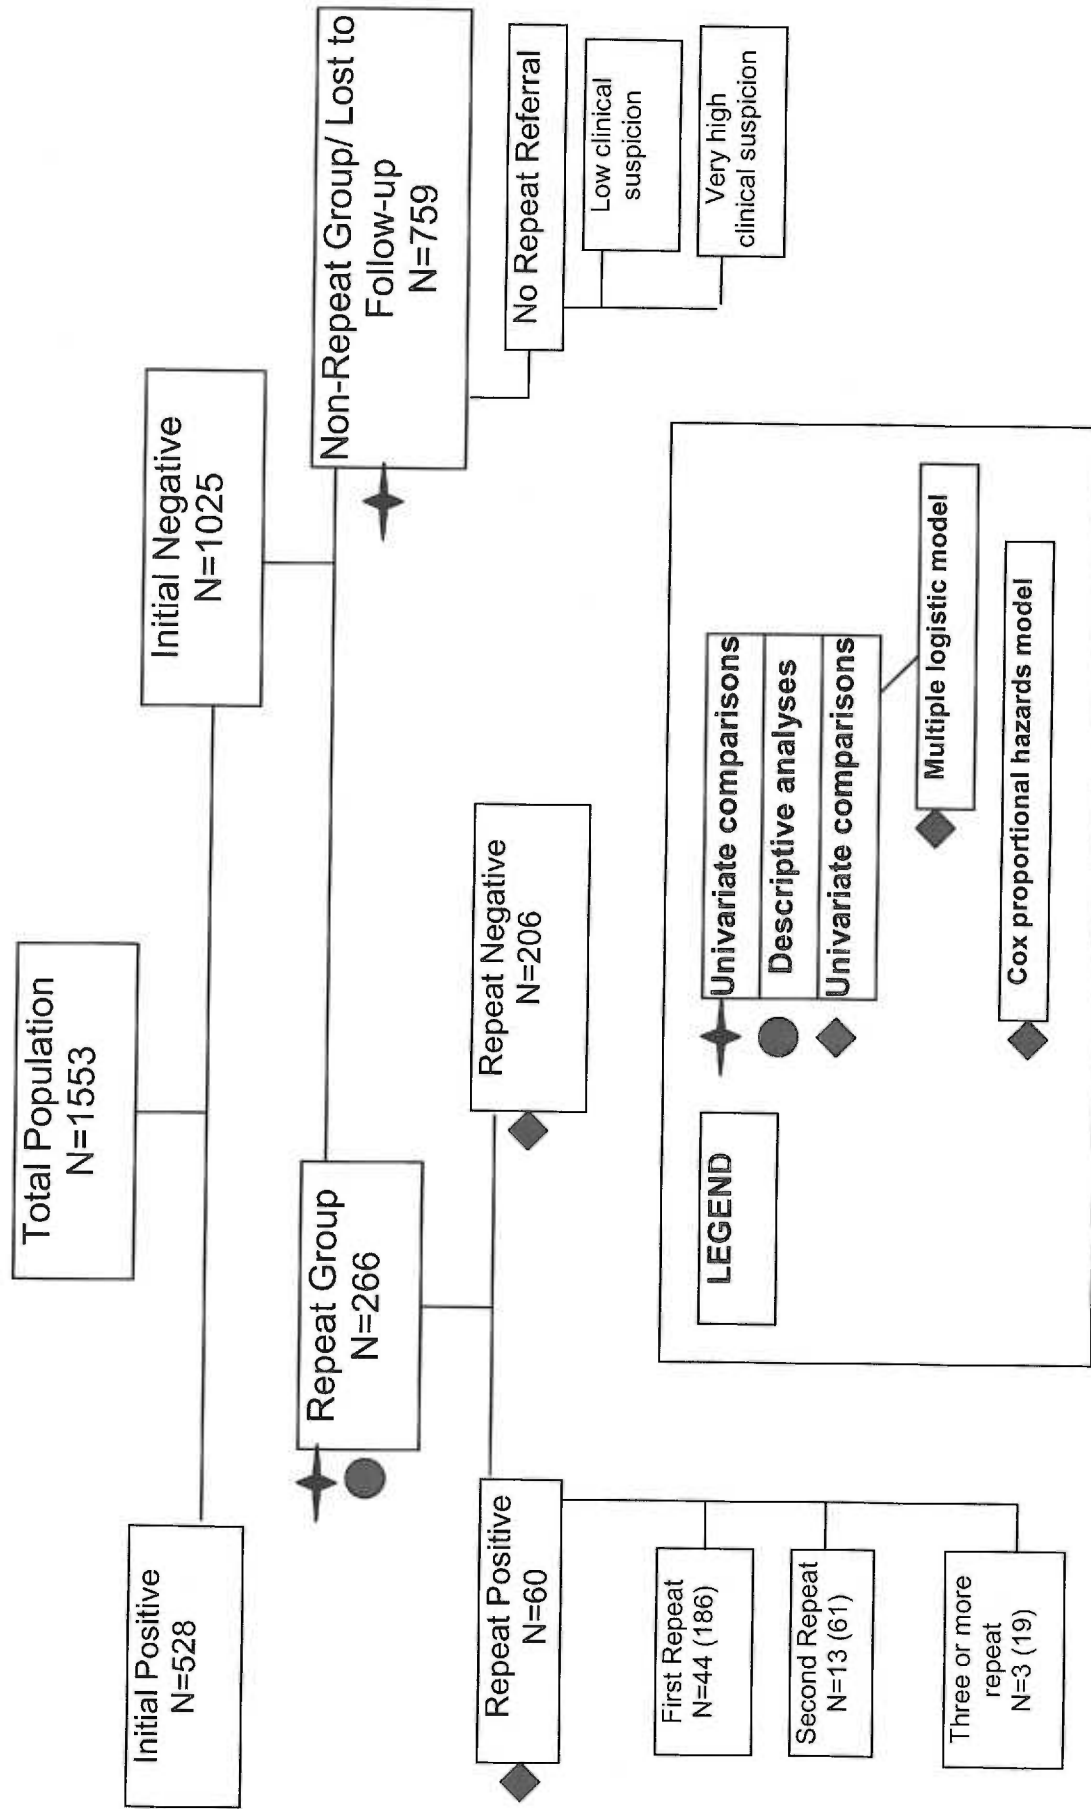 Total Population
N=1553
Initial Positive
N=528
Initial Negative
N=1025
Repeat Group
N=266
Non-Repeat Group/ Lost to
Follow-up
N=759
Repeat Positive
N=60
Repeat Negative
N=206
No Repeat Referral
Low clinical
suspicion
Very high
clinical suspicion
First Repeat
N=44 (186)
Second Repeat
N=13 (61)
Three or more
repeat
N=3 (19)
LEGEND
Univariate comparisons
Descriptive analyses
Univariate comparisons
Multiple logistic model
Cox proportional hazards model